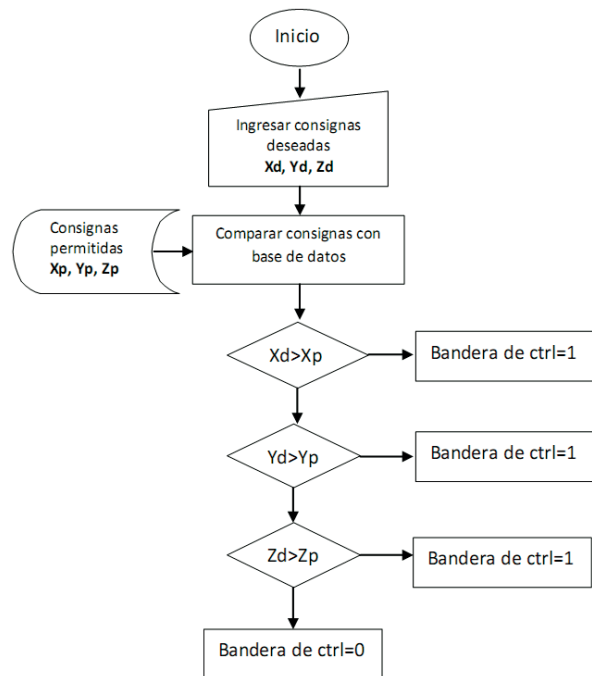 Inicio
Ingresar consignas
deseadas
Xd, Yd, Zd
Consignas
permitidas
Xp, Yp, Zp
Comparar consignas con
base de datos
Xd>Xp
Bandera de ctrl=1
Yd>Yp
Bandera de ctrl=1
Zd>Zp
Bandera de ctrl=1
Bandera de ctrl=0